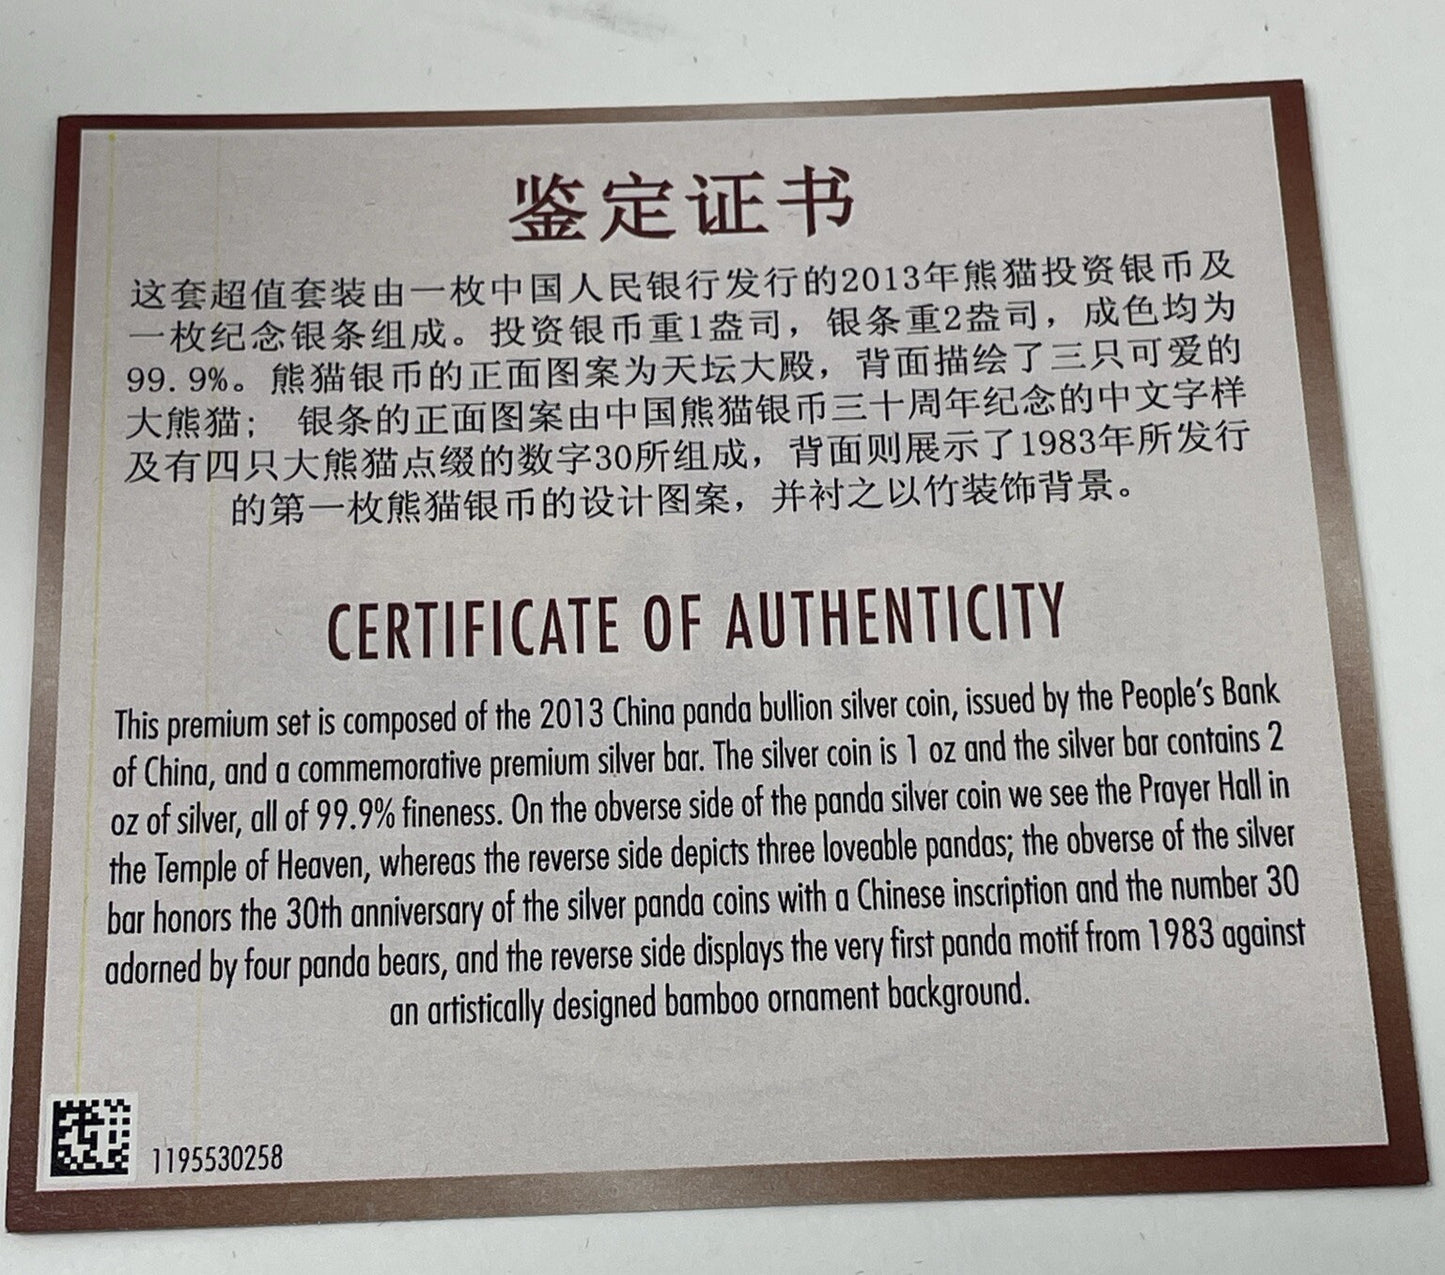 鉴定证书
这套超值套装由一枚中国人民银行发行的2013年熊猫投资银币及
一枚纪念银条组成。投资银币重1盎司，银条重2盎司，成色均为
99.9%。熊猫银币的正面图案为天坛大殿，背面描绘了三只可爱的
大熊猫； 银条的正面图案由中国熊猫银币三十周年纪念的中文字样
及有四只大熊猫点缀的数字30所组成，背面则展示了1983年所发行
的第一枚熊猫银币的设计图案，并衬之以竹装饰背景。
CERTIFICATE OF AUTHENTICITY
This premium set is composed of the 2013 China panda bullion silver coin, issued by the People's Bank
of China, and a commemorative premium silver bar. The silver coin is 1 oz and the silver bar contains 2
oz of silver, all of 99.9% fineness. On the obverse side of the panda silver coin we see the Prayer Hall in
the Temple of Heaven, whereas the reverse side depicts three loveable pandas; the obverse of the silver
bar honors the 30th anniversary of the silver panda coins with a Chinese inscription and the number 30
adorned by four panda bears, and the reverse side displays the very first panda motif from 1983 against
an artistically designed bamboo ornament background.
1195530258